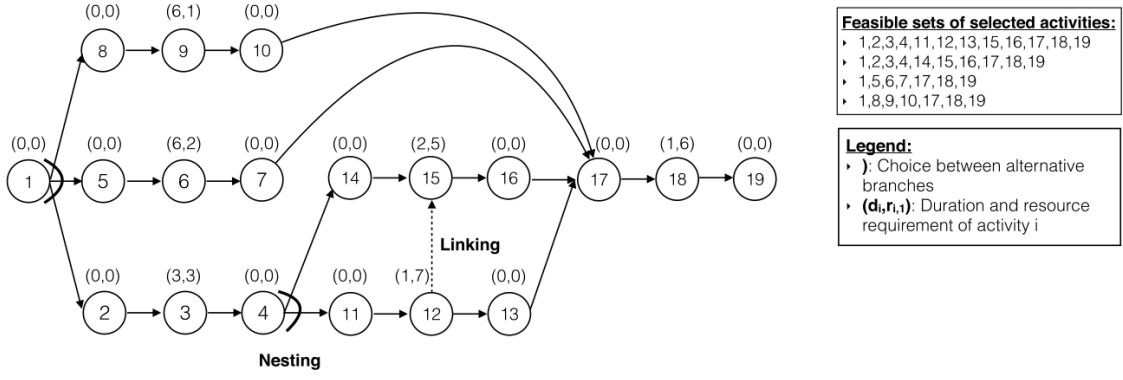 (0,0) (6,1) (0,0)
8 9 10
(0,0) (0,0) (6,2) (0,0) (0,0) (2,5) (0,0) (0,0) (1,6) (0,0)
1 5 6 7 14 15 16 17 18 19
Linking
(0,0) (3,3) (0,0) (0,0) (1,7) (0,0)
2 3 4 11 12 13
Nesting
Feasible sets of selected activities:
‣ 1,2,3,4,11,12,13,15,16,17,18,19
‣ 1,2,3,4,14,15,16,17,18,19
‣ 1,5,6,7,17,18,19
‣ 1,8,9,10,17,18,19
Legend:
‣ ): Choice between alternative
branches
‣ (di,ri,1): Duration and resource
requirement of activity i